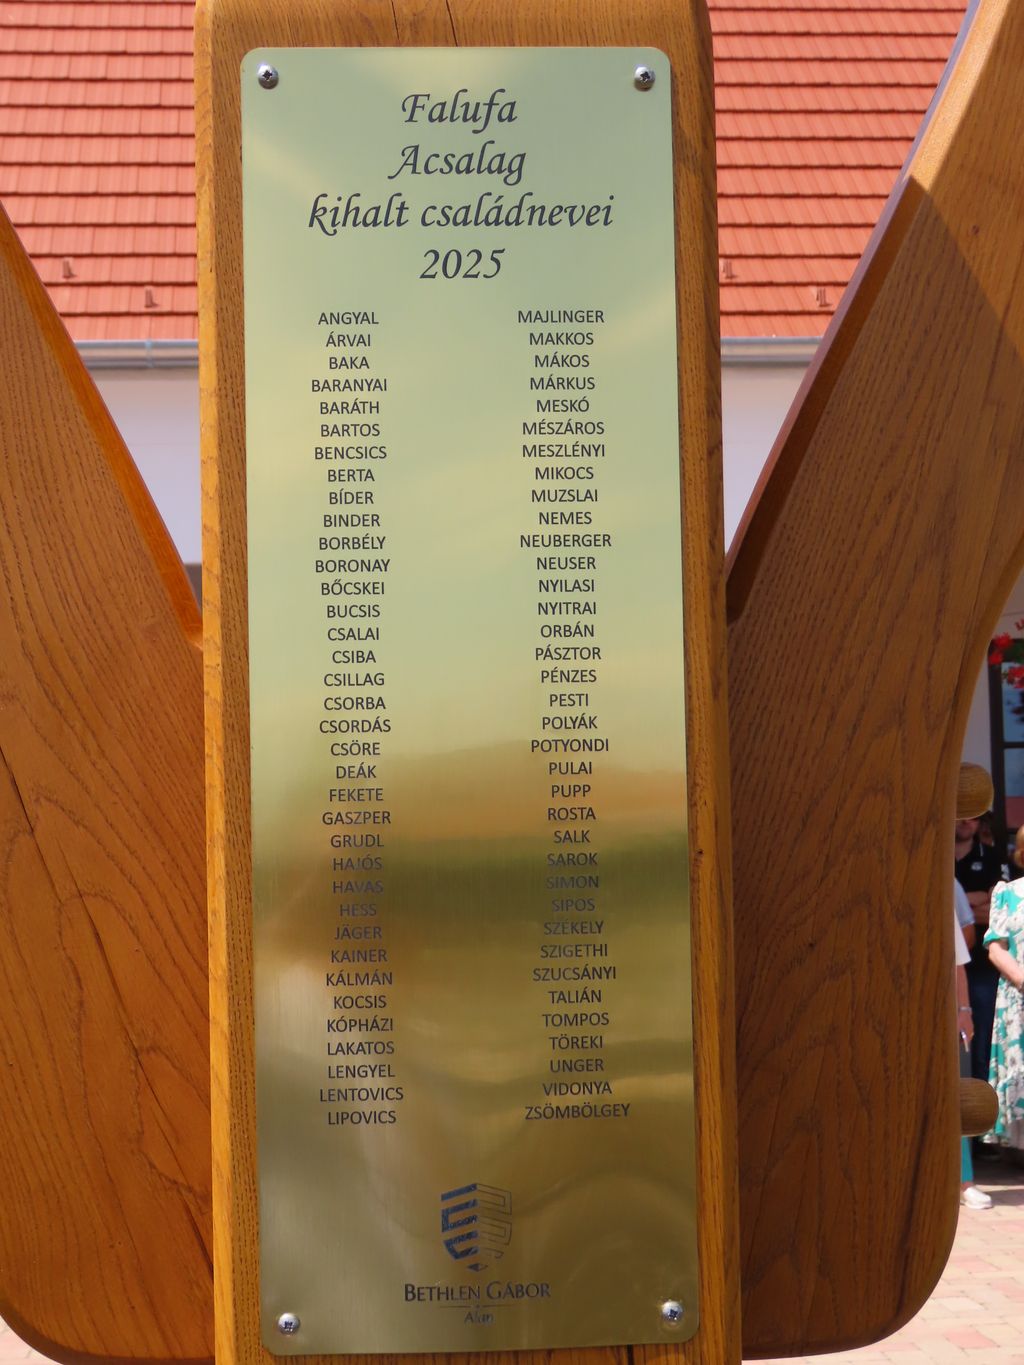 Falufa
Acsalag
kihalt családnevei
2025
ANGYAL
ÁRVAI
BAKA
BARANYAI
BARÁTH
BARTOS
BENCSICS
BERTA
BÍDER
BINDER
BORBÉLY
BORONAY
BŐCSKEI
BUCSIS
CSALAI
CSIBA
CSILLAG
CSORBA
CSORDÁS
CSÖRE
DEÁK
FEKETE
GASZPER
GRUDL
HAJÓS
HAVAS
HESS
JÄGER
KAINER
KÁLMÁN
KOCSIS
KÓPHÁZI
LAKATOS
LENGYEL
LENTOVICS
LIPOVICS
MAJLINGER
MAKKOS
MÁKOS
MÁRKUS
MESKÓ
MÉSZÁROS
MESZLÉNYI
MIKOCS
MUZSLAI
NEMES
NEUBERGER
NEUSER
NYILASI
NYITRAI
ORBÁN
PÁSZTOR
PÉNZES
PESTI
POLYÁK
POTYONDI
PULAI
PUPP
ROSTA
SALK
SAROK
SIMON
SIPOS
SZÉKELY
SZIGETHI
SZUCSÁNYI
TALIÁN
TOMPOS
TÖREKI
UNGER
VIDONYA
ZSÖMBÖLGEY
BETHLEN GÁBOR
Alap